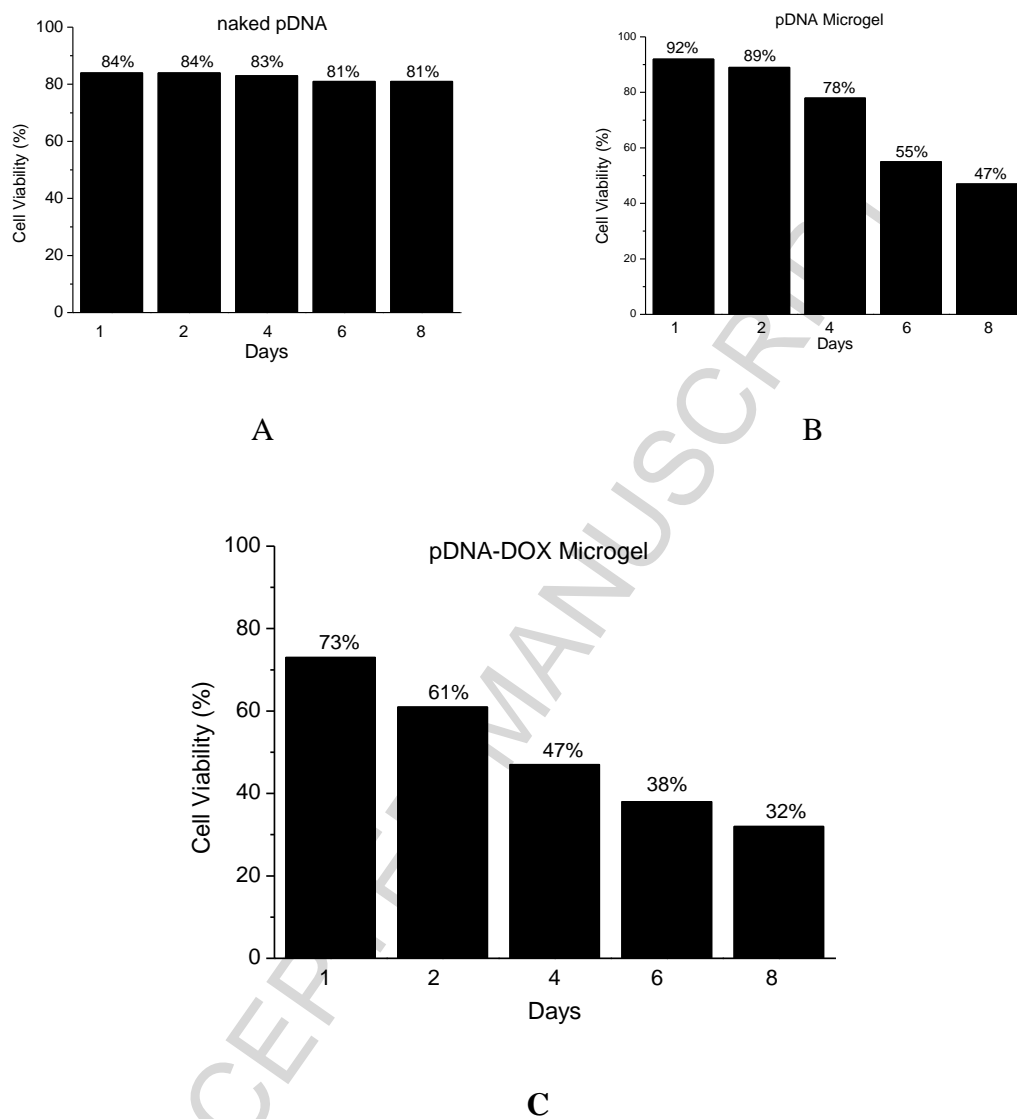 naked pDNA
100
80
60
40
20
0
84%
84%
83%
81%
81%
Cell Viability (%)
1 2 4 6 8
Days
A
pDNA Microgel
100
80
60
40
20
0
92%
89%
78%
55%
47%
Cell Viability (%)
1 2 4 6 8
Days
B
pDNA-DOX Microgel
100
80
60
40
20
0
73%
61%
47%
38%
32%
Cell Viability (%)
1 2 4 6 8
Days
C